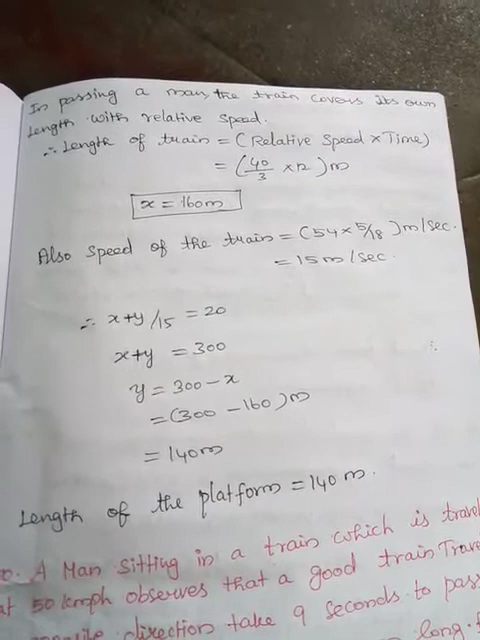 In passing a man, the train covers its own
length with relative speed.
∴ Length of train = (Relative Speed × Time)
= (40/3 × 12) m
x = 160m
Also Speed of the train = (54 × 5/18) m/sec.
= 15 m/sec.
∴ x+y/15 = 20
x+y = 300
y = 300 - x
= (300 - 160) m
= 140m
Length of the platform = 140 m.
A Man sitting in a train which is travel
at 50 kmph observes that a good train Trave
direction take 9 seconds to pass
long.